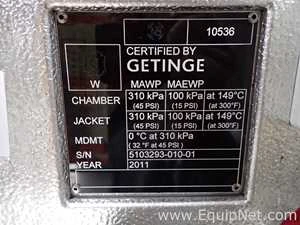 10536
CERTIFIED BY
GETINGE
W MAWP MAEWP
CHAMBER 310 kPa 100 kPa at 149°C
(45 PSI) (15 PSI) (at 300°F)
JACKET 310 kPa 100 kPa at 149°C
(45 PSI) (15 PSI) (at 300°F)
MDMT 0 °C at 310 kPa
( 32 °F at 45 PSI )
S/N 5103293-010-01
YEAR 2011
www.EquipNet.com